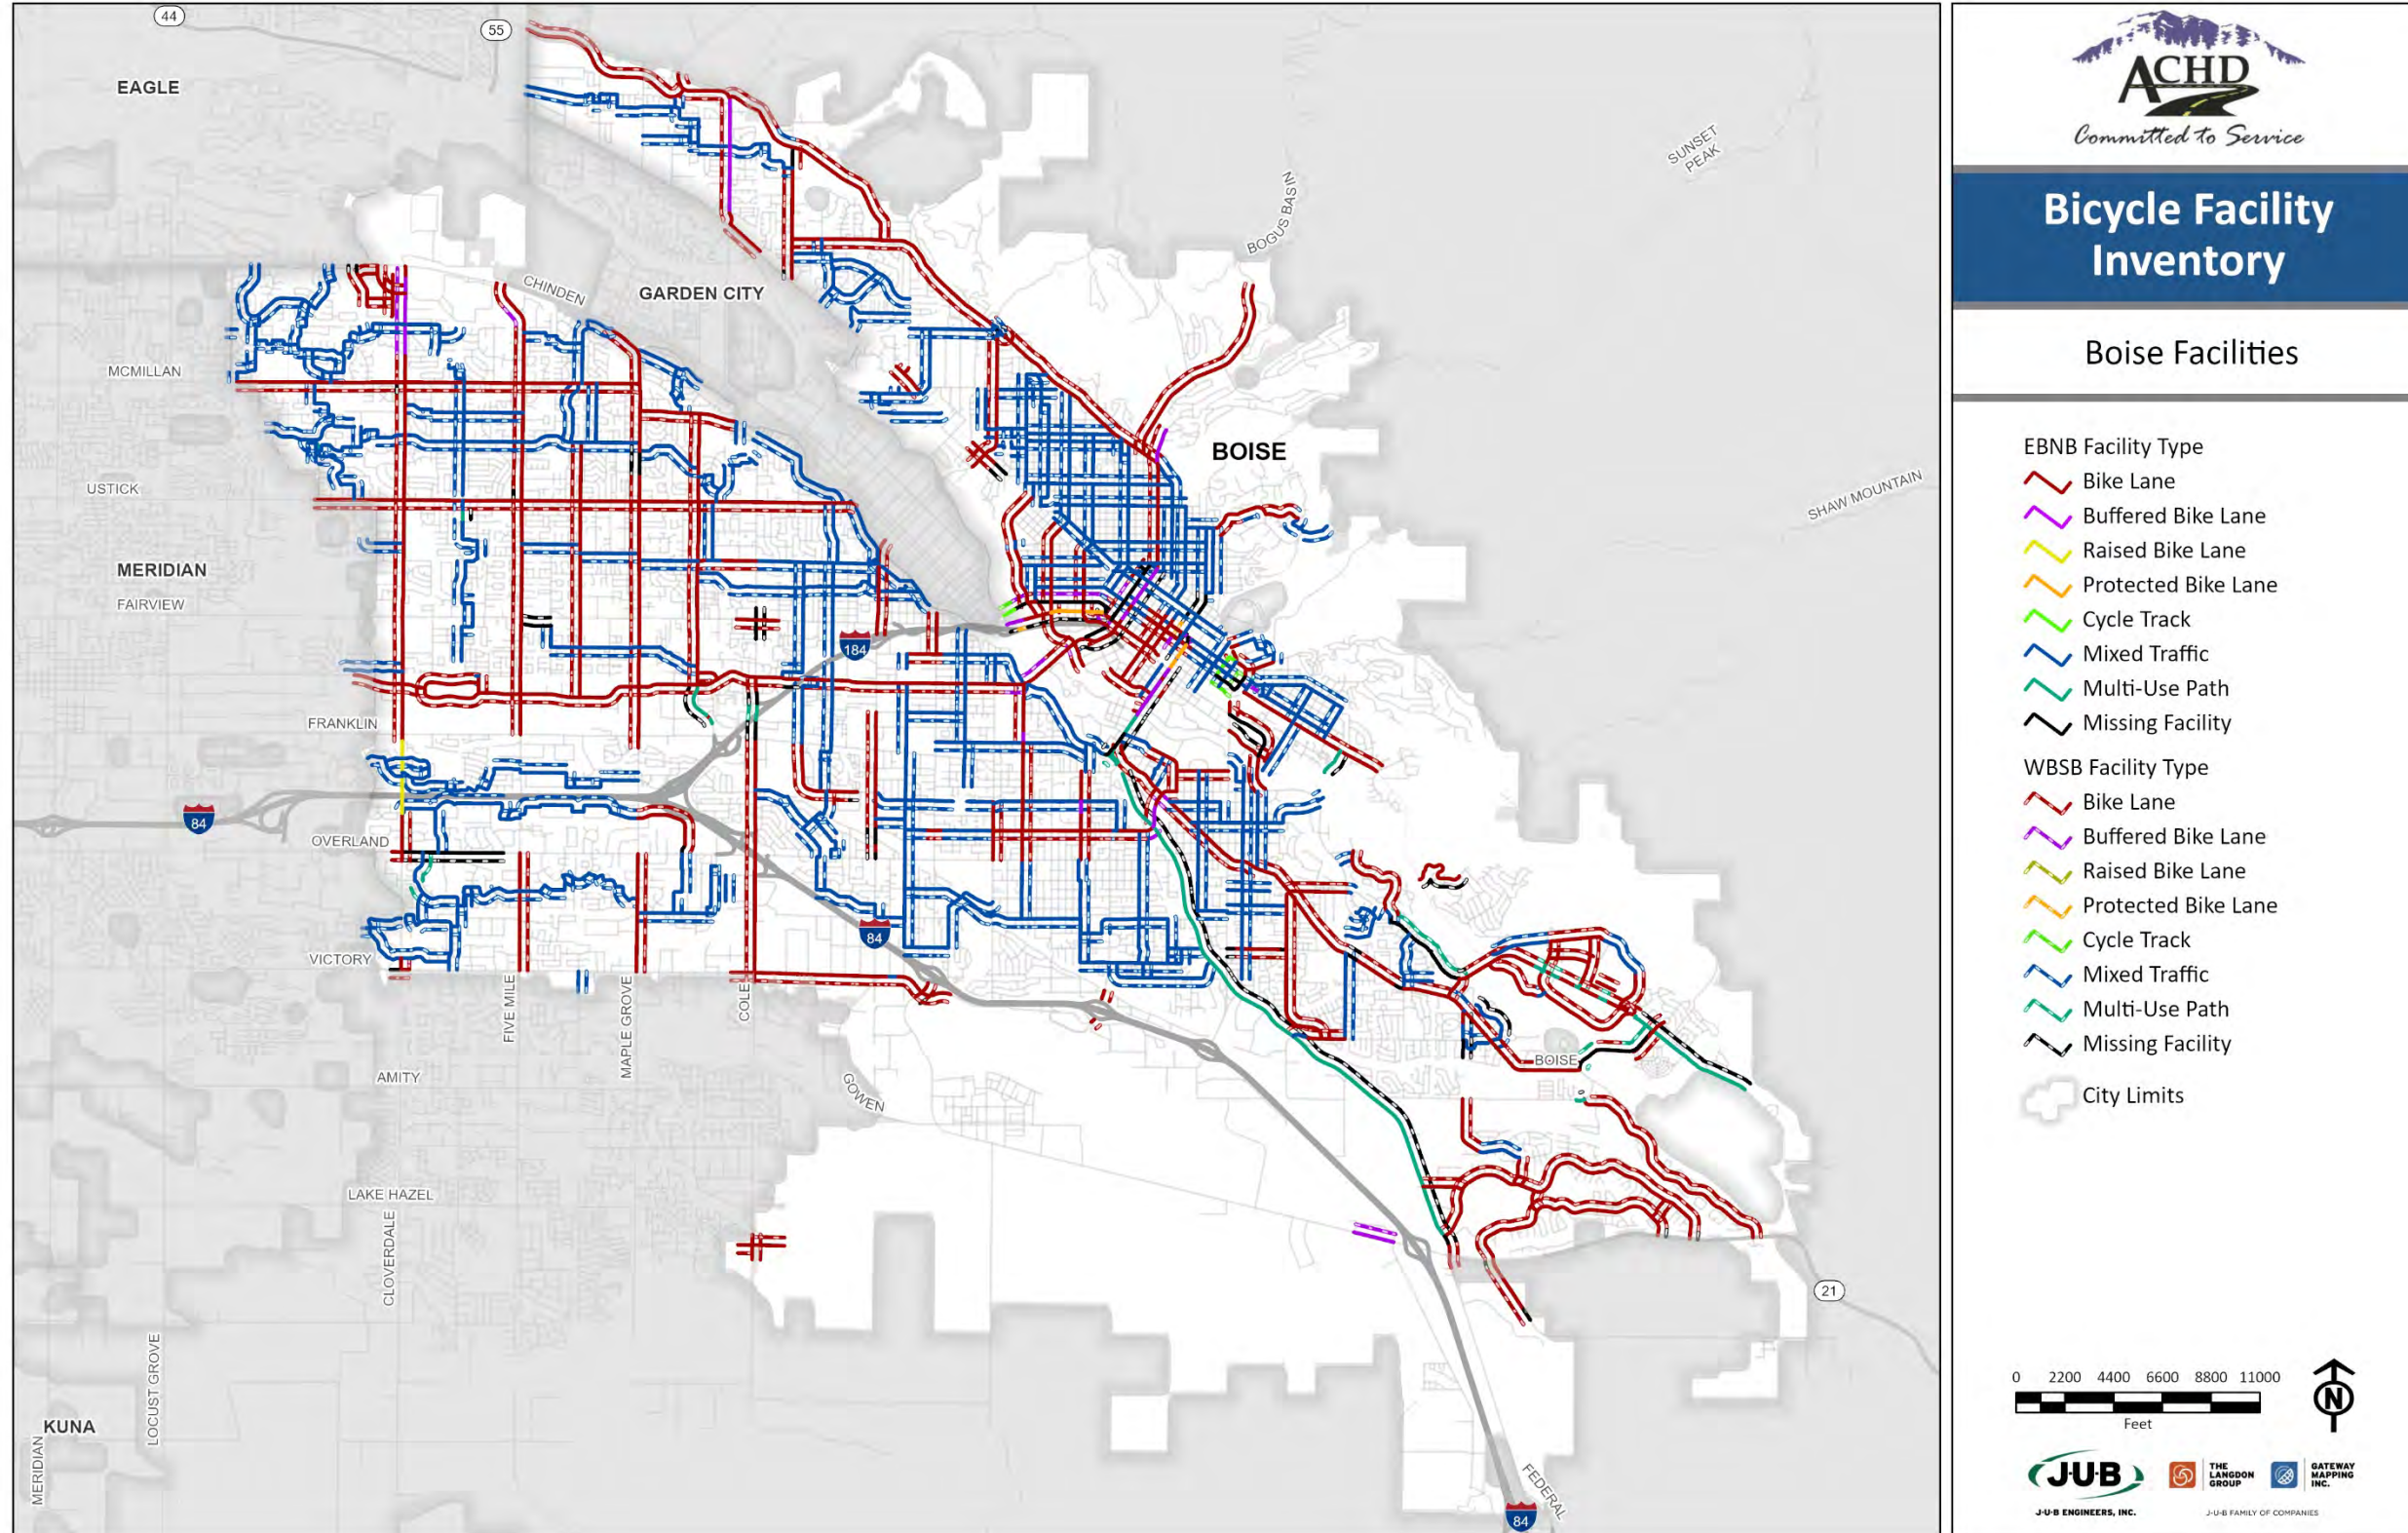 44
55
EAGLE
SUNSET
PEAK
BOGUS BASIN
CHINDEN
GARDEN CITY
MCMILLAN
BOISE
USTICK
SHAW MOUNTAIN
MERIDIAN
FAIRVIEW
184
FRANKLIN
84
OVERLAND
84
VICTORY
FIVE MILE
MAPLE GROVE
COLE
BOISE
AMITY
GOWEN
LAKE HAZEL
CLOVERDALE
21
LOCUST GROVE
KUNA
MERIDIAN
FEDERAL
84
ACHD
Committed to Service
Bicycle Facility
Inventory
Boise Facilities
EBNB Facility Type
Bike Lane
Buffered Bike Lane
Raised Bike Lane
Protected Bike Lane
Cycle Track
Mixed Traffic
Multi-Use Path
Missing Facility
WBSB Facility Type
Bike Lane
Buffered Bike Lane
Raised Bike Lane
Protected Bike Lane
Cycle Track
Mixed Traffic
Multi-Use Path
Missing Facility
City Limits
0 2200 4400 6600 8800 11000
Feet
N
J·U·B
J·U·B ENGINEERS, INC.
THE
LANGDON
GROUP
GATEWAY
MAPPING
INC.
J·U·B FAMILY OF COMPANIES